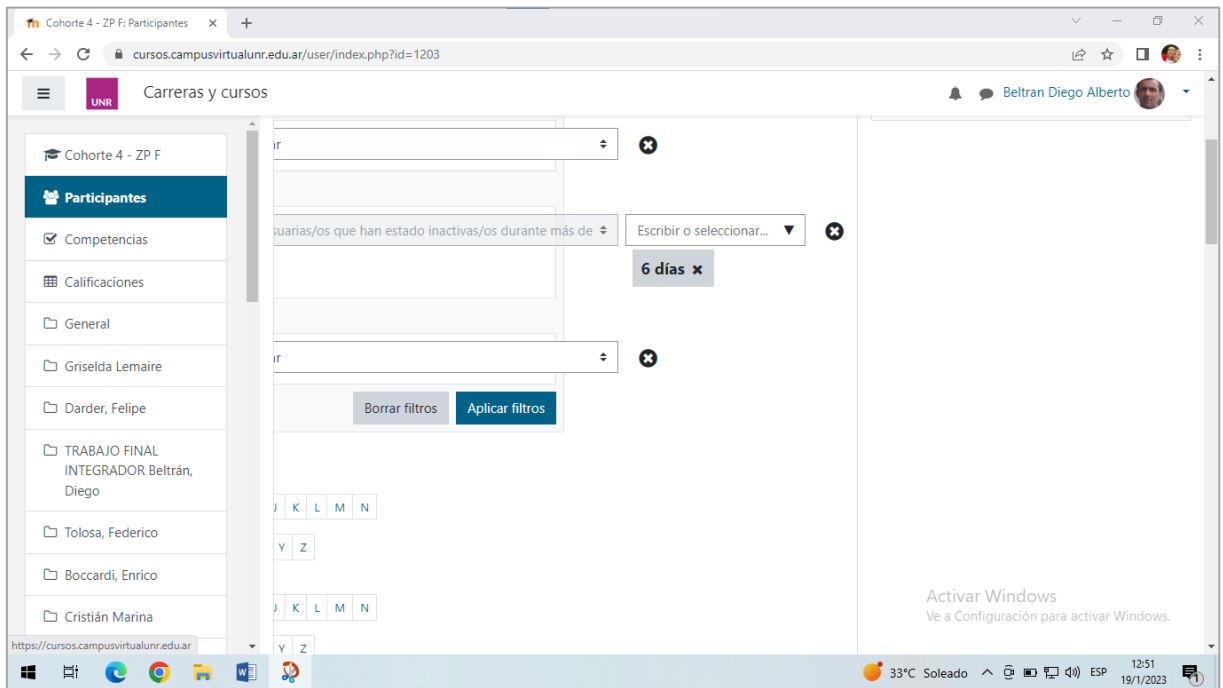 Cohorte 4 - ZP F: Participantes
cursos.campusvirtualunr.edu.ar/user/index.php?id=1203
UNR
Carreras y cursos
Beltran Diego Alberto
Cohorte 4 - ZP F
Participantes
Competencias
Calificaciones
General
Griselda Lemaire
Darder, Felipe
TRABAJO FINAL
INTEGRADOR Beltrán,
Diego
Tolosa, Federico
Boccardi, Enrico
Cristián Marina
ar
suarias/os que han estado inactivas/os durante más de
Escribir o seleccionar...
6 días
ar
Borrar filtros
Aplicar filtros
J K L M N
Y Z
J K L M N
Y Z
Activar Windows
Ve a Configuración para activar Windows.
https://cursos.campusvirtualunr.edu.ar
33°C Soleado
ESP
12:51
19/1/2023
1